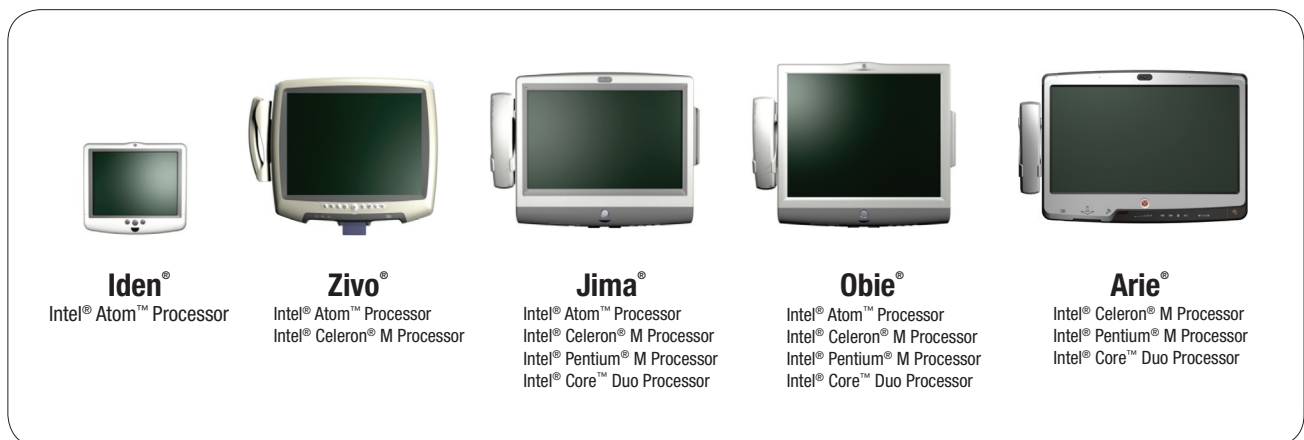 Iden®
Intel® Atom™ Processor
Zivo®
Intel® Atom™ Processor
Intel® Celeron® M Processor
Jima®
Intel® Atom™ Processor
Intel® Celeron® M Processor
Intel® Pentium® M Processor
Intel® Core™ Duo Processor
Obie®
Intel® Atom™ Processor
Intel® Celeron® M Processor
Intel® Pentium® M Processor
Intel® Core™ Duo Processor
Arie®
Intel® Celeron® M Processor
Intel® Pentium® M Processor
Intel® Core™ Duo Processor